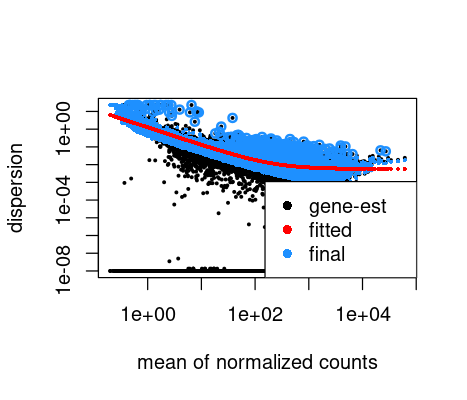 dispersion
1e+00
1e-04
1e-08
gene-est
fitted
final
1e+00 1e+02 1e+04
mean of normalized counts